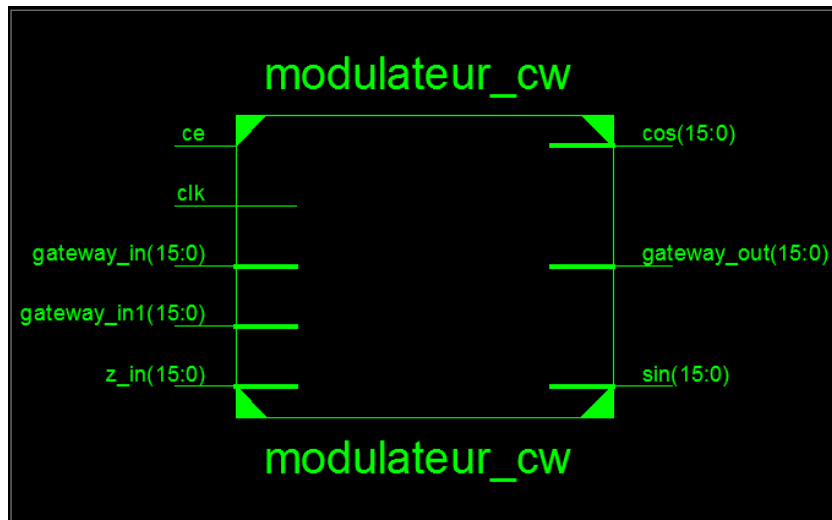 modulateur_cw
ce
cos(15:0)
clk
gateway_in(15:0)
gateway_out(15:0)
gateway_in1(15:0)
z_in(15:0)
sin(15:0)
modulateur_cw